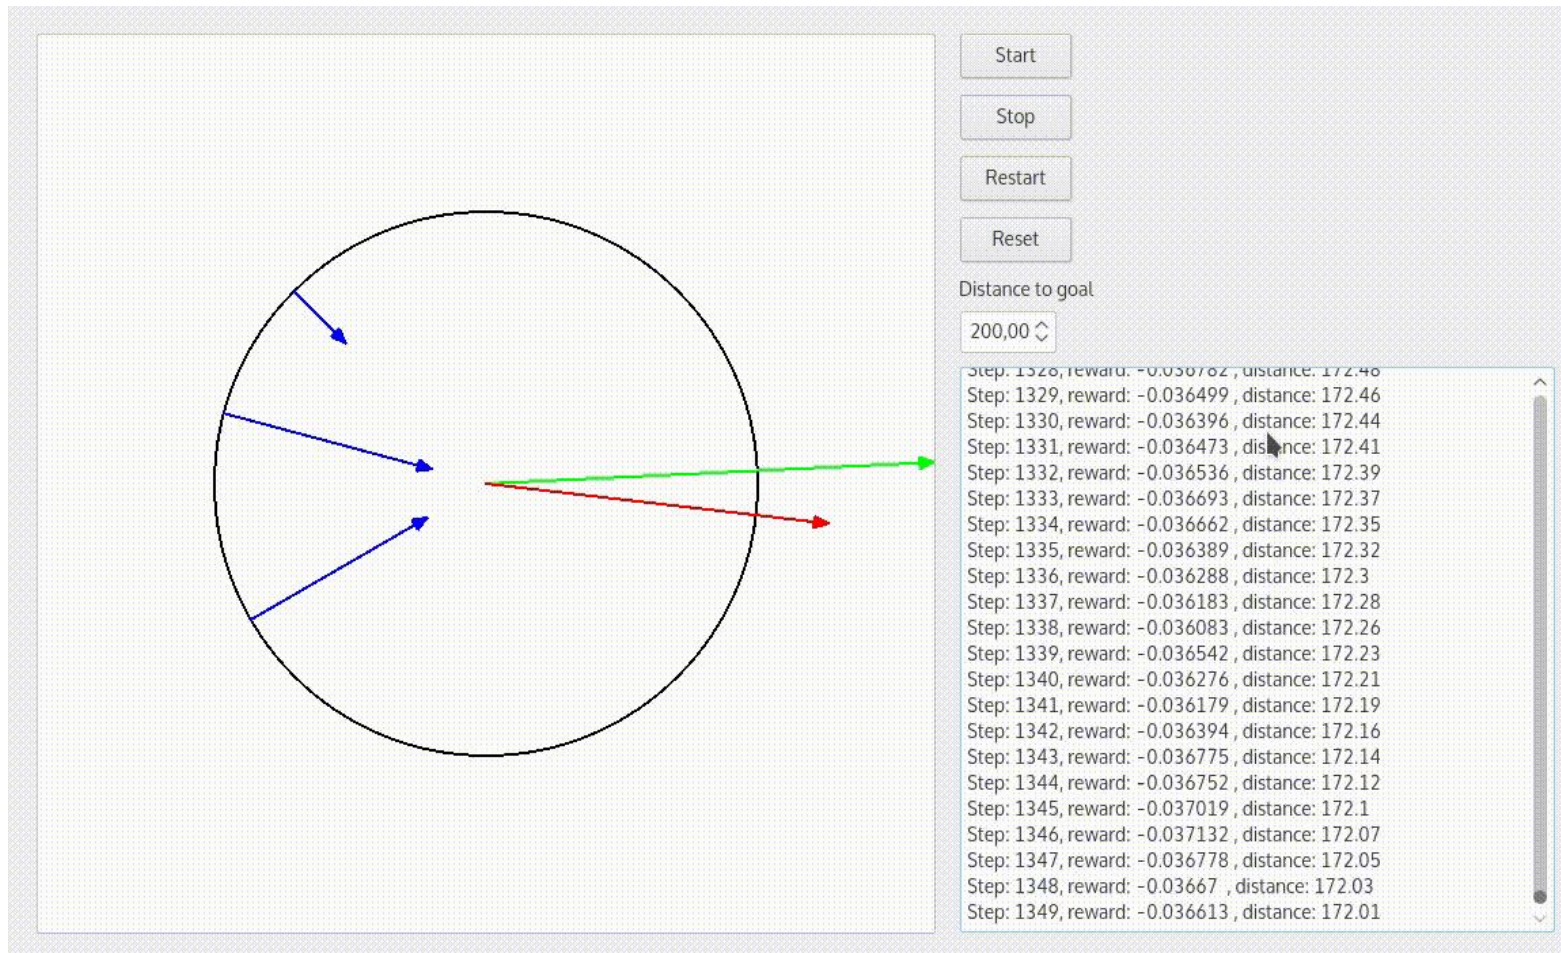 Start
Stop
Restart
Reset
Distance to goal
200,00
Step: 1328, reward: -0.036782 , distance: 172.48
Step: 1329, reward: -0.036499 , distance: 172.46
Step: 1330, reward: -0.036396 , distance: 172.44
Step: 1331, reward: -0.036473 , distance: 172.41
Step: 1332, reward: -0.036536 , distance: 172.39
Step: 1333, reward: -0.036693 , distance: 172.37
Step: 1334, reward: -0.036662 , distance: 172.35
Step: 1335, reward: -0.036389 , distance: 172.32
Step: 1336, reward: -0.036288 , distance: 172.3
Step: 1337, reward: -0.036183 , distance: 172.28
Step: 1338, reward: -0.036083 , distance: 172.26
Step: 1339, reward: -0.036542 , distance: 172.23
Step: 1340, reward: -0.036276 , distance: 172.21
Step: 1341, reward: -0.036179 , distance: 172.19
Step: 1342, reward: -0.036394 , distance: 172.16
Step: 1343, reward: -0.036775 , distance: 172.14
Step: 1344, reward: -0.036752 , distance: 172.12
Step: 1345, reward: -0.037019 , distance: 172.1
Step: 1346, reward: -0.037132 , distance: 172.07
Step: 1347, reward: -0.036778 , distance: 172.05
Step: 1348, reward: -0.03667 , distance: 172.03
Step: 1349, reward: -0.036613 , distance: 172.01